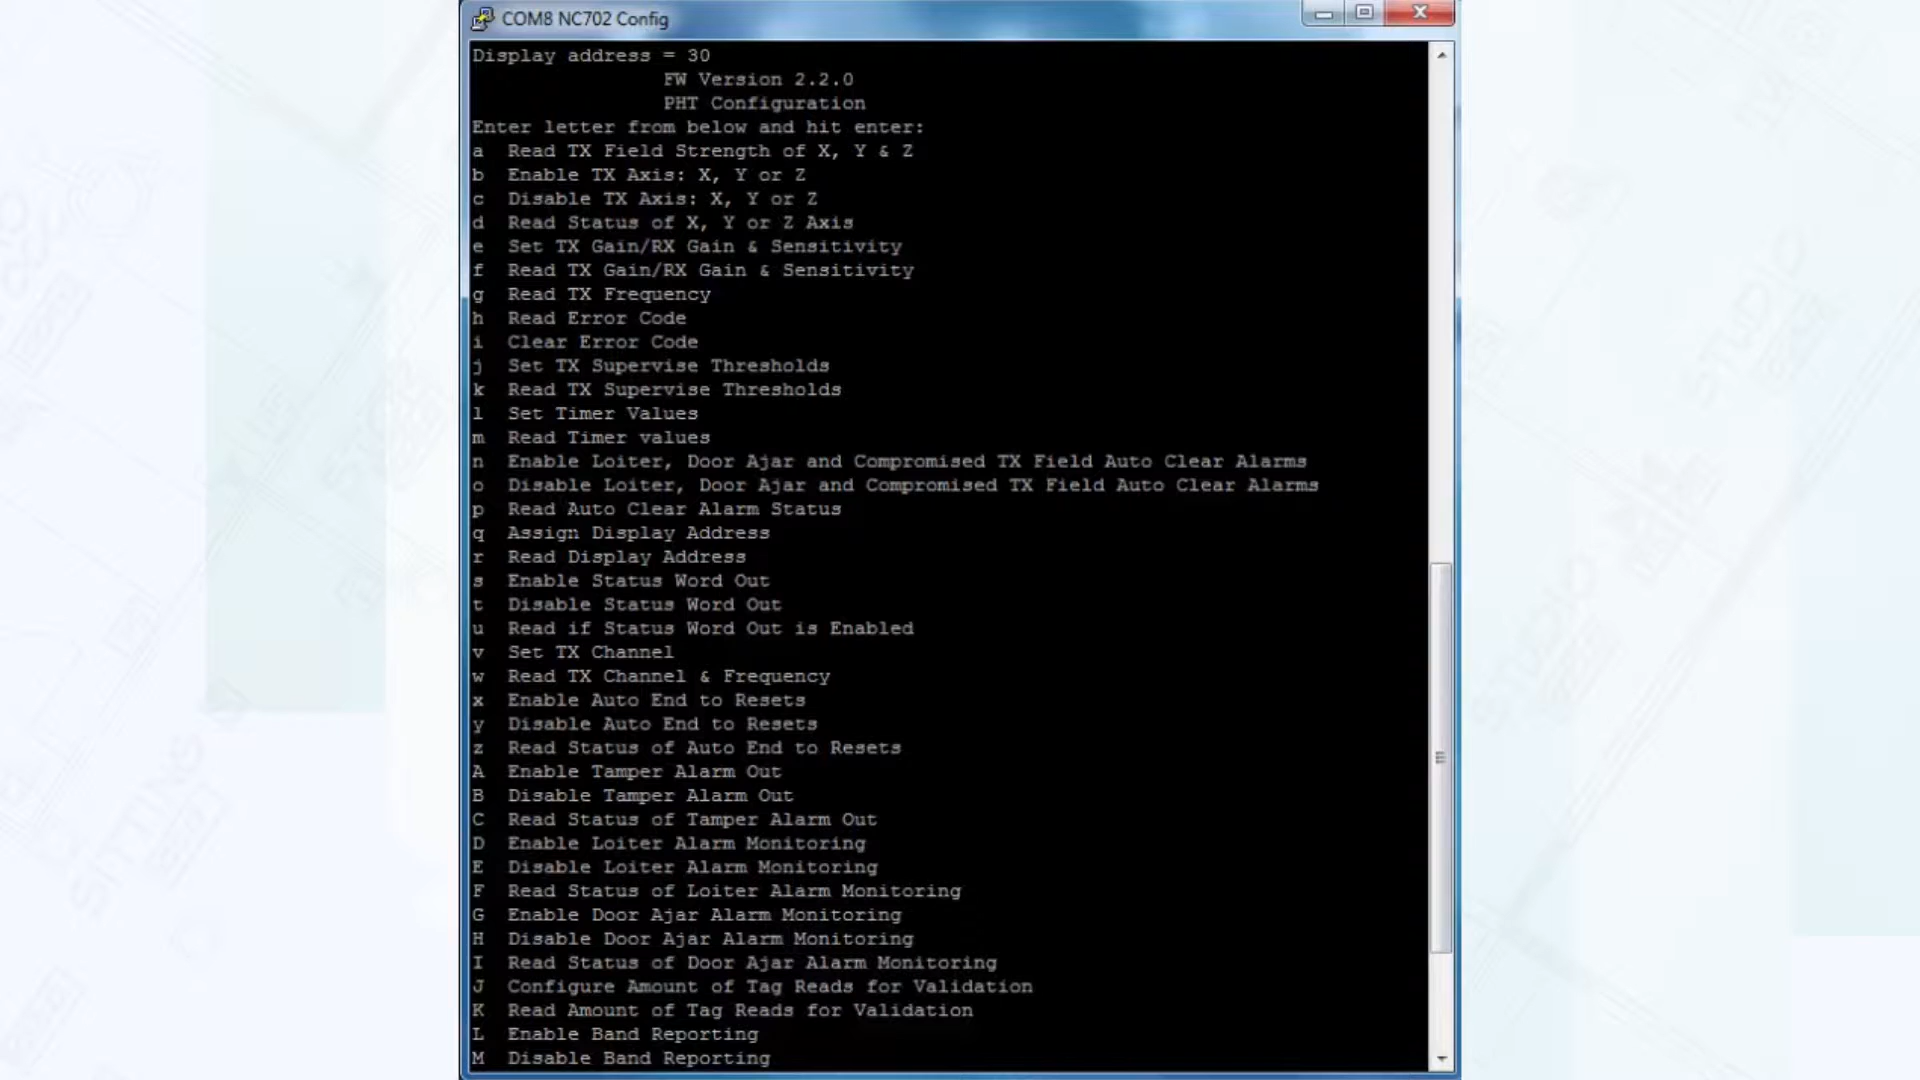 COM8 NC702 Config
Display address = 30
FW Version 2.2.0
PHT Configuration
Enter letter from below and hit enter:
a Read TX Field Strength of X, Y & Z
b Enable TX Axis: X, Y or Z
c Disable TX Axis: X, Y or Z
d Read Status of X, Y or Z Axis
e Set TX Gain/RX Gain & Sensitivity
f Read TX Gain/RX Gain & Sensitivity
g Read TX Frequency
h Read Error Code
i Clear Error Code
j Set TX Supervise Thresholds
k Read TX Supervise Thresholds
l Set Timer Values
m Read Timer values
n Enable Loiter, Door Ajar and Compromised TX Field Auto Clear Alarms
o Disable Loiter, Door Ajar and Compromised TX Field Auto Clear Alarms
p Read Auto Clear Alarm Status
q Assign Display Address
r Read Display Address
s Enable Status Word Out
t Disable Status Word Out
u Read if Status Word Out is Enabled
v Set TX Channel
w Read TX Channel & Frequency
x Enable Auto End to Resets
y Disable Auto End to Resets
z Read Status of Auto End to Resets
A Enable Tamper Alarm Out
B Disable Tamper Alarm Out
C Read Status of Tamper Alarm Out
D Enable Loiter Alarm Monitoring
E Disable Loiter Alarm Monitoring
F Read Status of Loiter Alarm Monitoring
G Enable Door Ajar Alarm Monitoring
H Disable Door Ajar Alarm Monitoring
I Read Status of Door Ajar Alarm Monitoring
J Configure Amount of Tag Reads for Validation
K Read Amount of Tag Reads for Validation
L Enable Band Reporting
M Disable Band Reporting